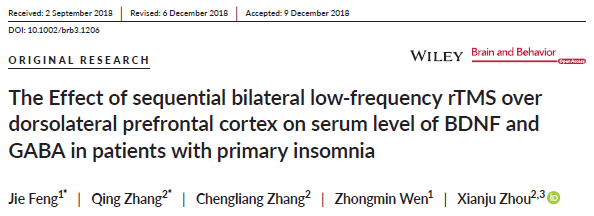 Received: 2 September 2018 | Revised: 6 December 2018 | Accepted: 9 December 2018
DOI: 10.1002/brb3.1206
ORIGINAL RESEARCH
WILEY Brain and Behavior
Open Access
The Effect of sequential bilateral low-frequency rTMS over
dorsolateral prefrontal cortex on serum level of BDNF and
GABA in patients with primary insomnia
Jie Feng1* | Qing Zhang2* | Chengliang Zhang2 | Zhongmin Wen1 | Xianju Zhou2,3 iD